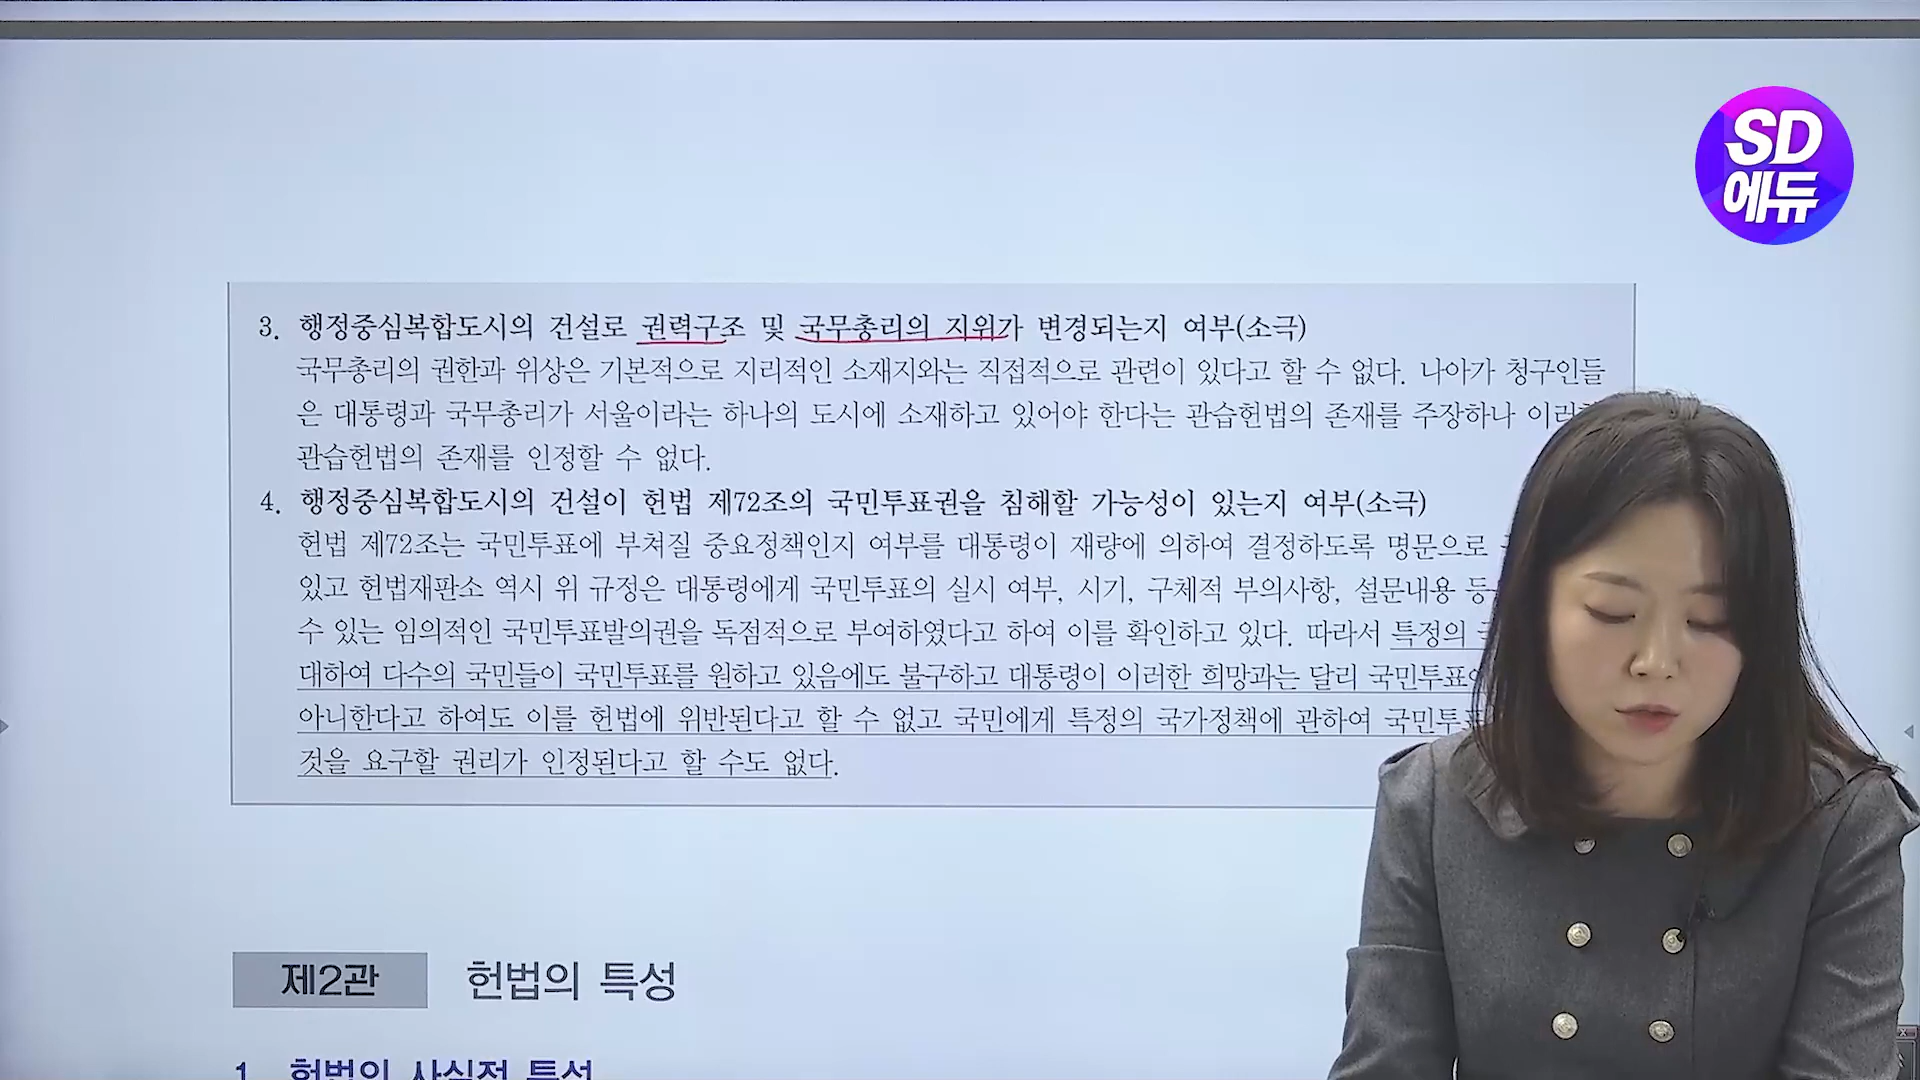 SD
에듀
3. 행정중심복합도시의 건설로 권력구조 및 국무총리의 지위가 변경되는지 여부(소극)
국무총리의 권한과 위상은 기본적으로 지리적인 소재지와는 직접적으로 관련이 있다고 할 수 없다. 나아가 청구인들
은 대통령과 국무총리가 서울이라는 하나의 도시에 소재하고 있어야 한다는 관습헌법의 존재를 주장하나
관습헌법의 존재를 인정할 수 없다.
4. 행정중심복합도시의 건설이 헌법 제72조의 국민투표권을 침해할 가능성이 있는지 여부(소극)
헌법 제72조는 국민투표에 부쳐질 중요정책인지 여부를 대통령이 재량에 의하여 결정하도록 명문으로
있고 헌법재판소 역시 위 규정은 대통령에게 국민투표의 실시 여부, 시기, 구체적 부의사항, 설문내용 등
수 있는 임의적인 국민투표발의권을 독점적으로 부여하였다고 하여 이를 확인하고 있다. 따라서 특정의
대하여 다수의 국민들이 국민투표를 원하고 있음에도 불구하고 대통령이 이러한 희망과는 달리 국민투표
아니한다고 하여도 이를 헌법에 위반된다고 할 수 없고 국민에게 특정의 국가정책에 관하여 국민투
것을 요구할 권리가 인정된다고 할 수도 없다.
제2관 헌법의 특성
1 헌법의 사실적 특성